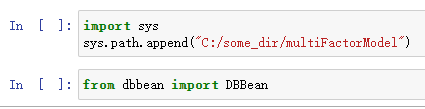 In [ ]: import sys
sys.path.append("C:/some_dir/multiFactorModel")
In [ ]: from dbbean import DBBean